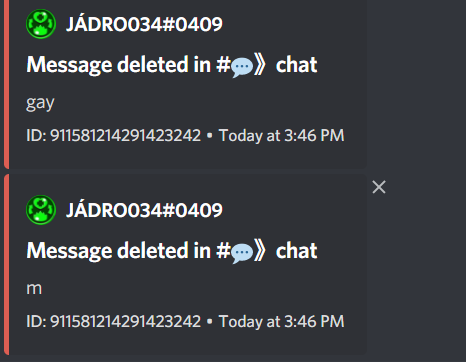 JÁDRO034#0409
Message deleted in #💬》chat
gay
ID: 911581214291423242 • Today at 3:46 PM
JÁDRO034#0409
Message deleted in #💬》chat
m
ID: 911581214291423242 • Today at 3:46 PM